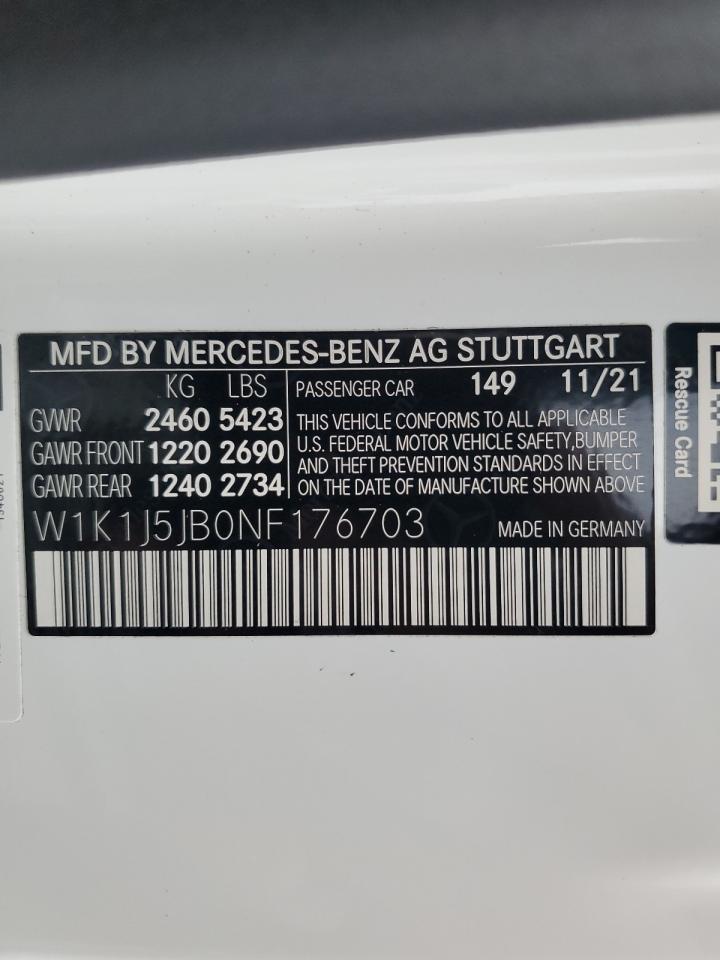 MFD BY MERCEDES-BENZ AG STUTTGART
KG LBS
GVWR 2460 5423
GAWR FRONT 1220 2690
GAWR REAR 1240 2734
PASSENGER CAR 149 11/21
THIS VEHICLE CONFORMS TO ALL APPLICABLE
U.S. FEDERAL MOTOR VEHICLE SAFETY,BUMPER
AND THEFT PREVENTION STANDARDS IN EFFECT
ON DATE OF MANUFACTURE SHOWN ABOVE
W1K1J5JB0NF176703 MADE IN GERMANY
Rescue Card